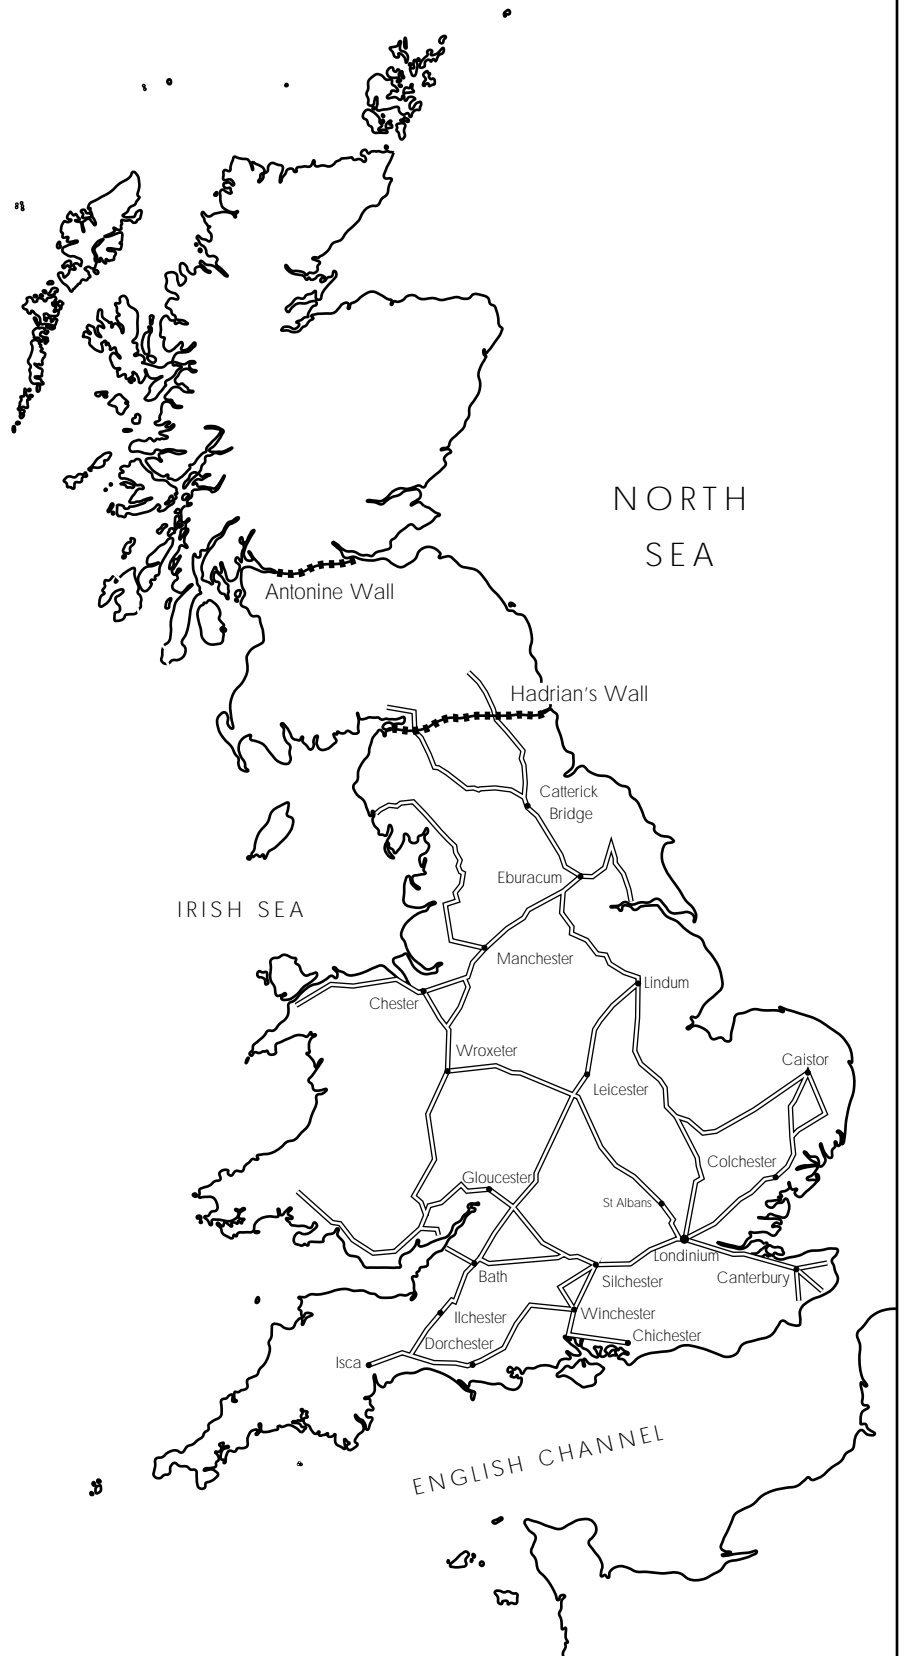 NORTH
SEA
Antonine Wall
Hadrian's Wall
Catterick
Bridge
Eburacum
IRISH SEA
Manchester
Lindum
Chester
Wroxeter
Caistor
Leicester
Colchester
Gloucester
St Albans
Londinium
Canterbury
Bath
Silchester
Ilchester
Winchester
Dorchester
Chichester
Isca
ENGLISH CHANNEL